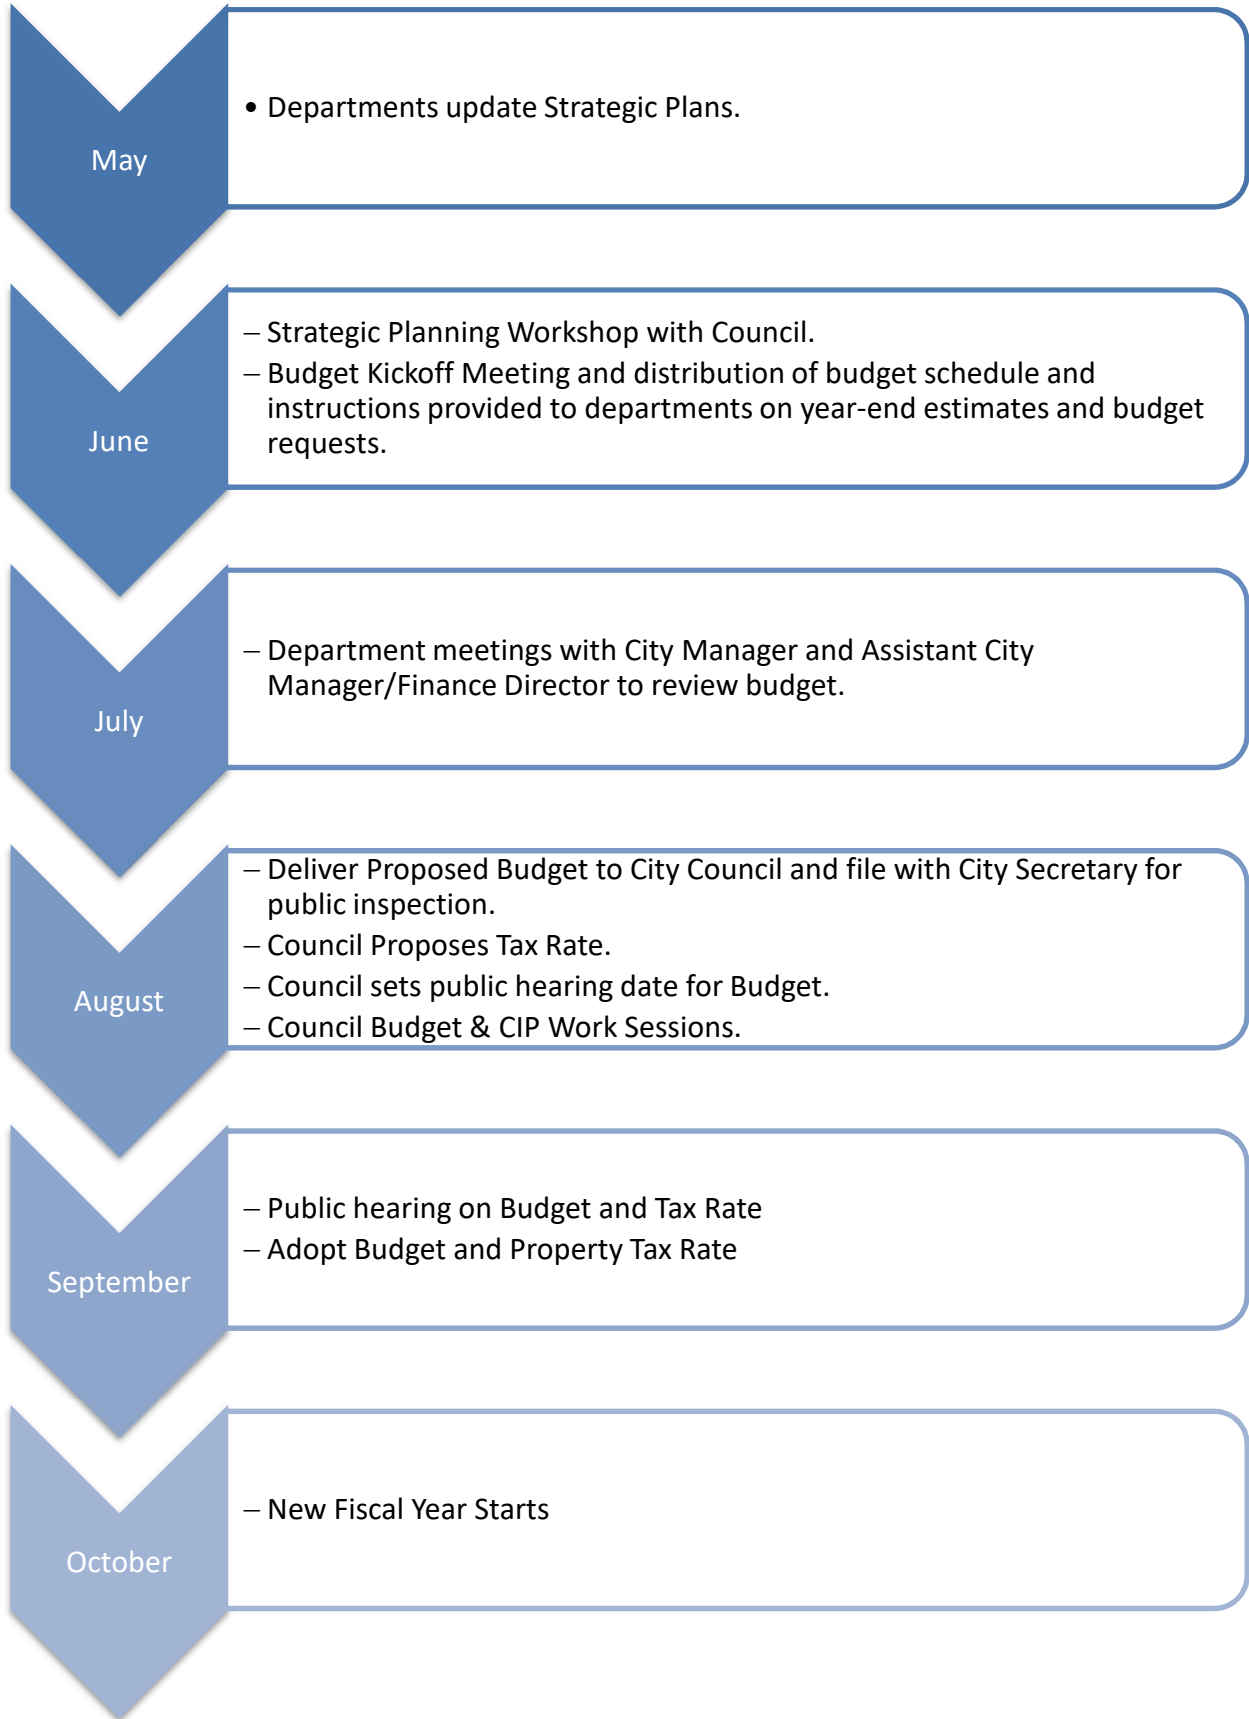 May
• Departments update Strategic Plans.
June
– Strategic Planning Workshop with Council.
– Budget Kickoff Meeting and distribution of budget schedule and
instructions provided to departments on year-end estimates and budget
requests.
July
– Department meetings with City Manager and Assistant City
Manager/Finance Director to review budget.
August
– Deliver Proposed Budget to City Council and file with City Secretary for
public inspection.
– Council Proposes Tax Rate.
– Council sets public hearing date for Budget.
– Council Budget & CIP Work Sessions.
September
– Public hearing on Budget and Tax Rate
– Adopt Budget and Property Tax Rate
October
– New Fiscal Year Starts